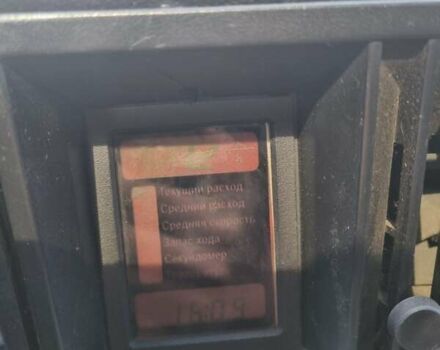 Текущий расход
Средний расход
Средняя скорость
Запас хода
Секундомер